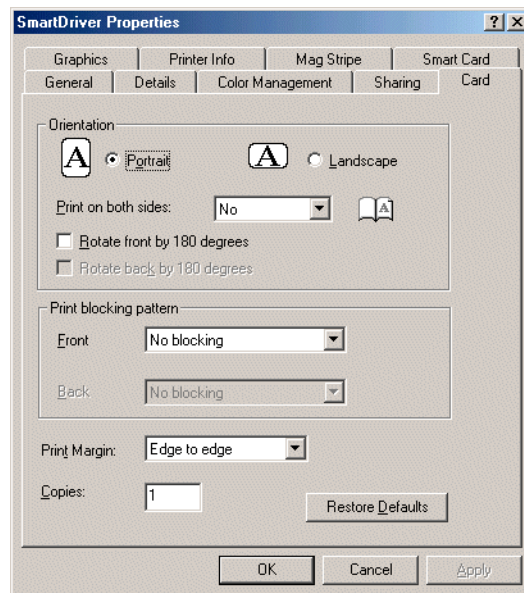 SmartDriver Properties
Graphics Printer Info Mag Stripe Smart Card
General Details Color Management Sharing Card
Orientation
A Portrait A Landscape
Print on both sides: No A
Rotate front by 180 degrees
Rotate back by 180 degrees
Print blocking pattern
Front No blocking
Back No blocking
Print Margin: Edge to edge
Copies: 1
Restore Defaults
OK Cancel Apply